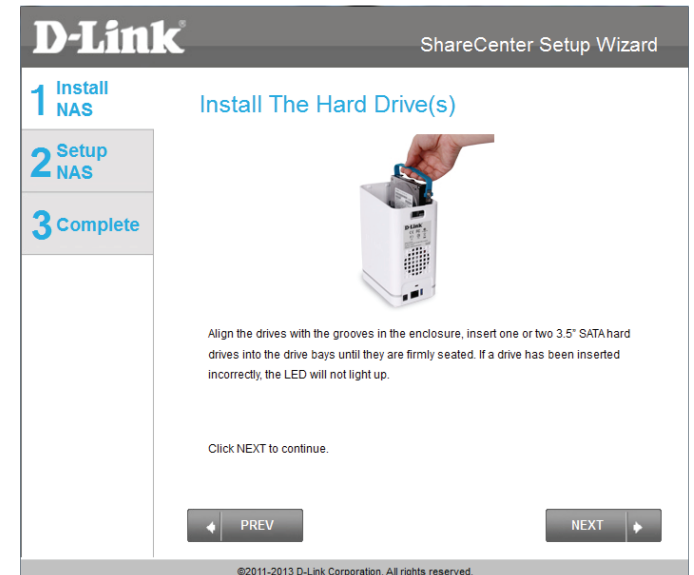 D-Link
ShareCenter Setup Wizard
1 Install
NAS
2 Setup
NAS
3 Complete
Install The Hard Drive(s)
D-Link
Align the drives with the grooves in the enclosure, insert one or two 3.5" SATA hard
drives into the drive bays until they are firmly seated. If a drive has been inserted
incorrectly, the LED will not light up.
Click NEXT to continue.
PREV
NEXT
©2011-2013 D-Link Corporation. All rights reserved.